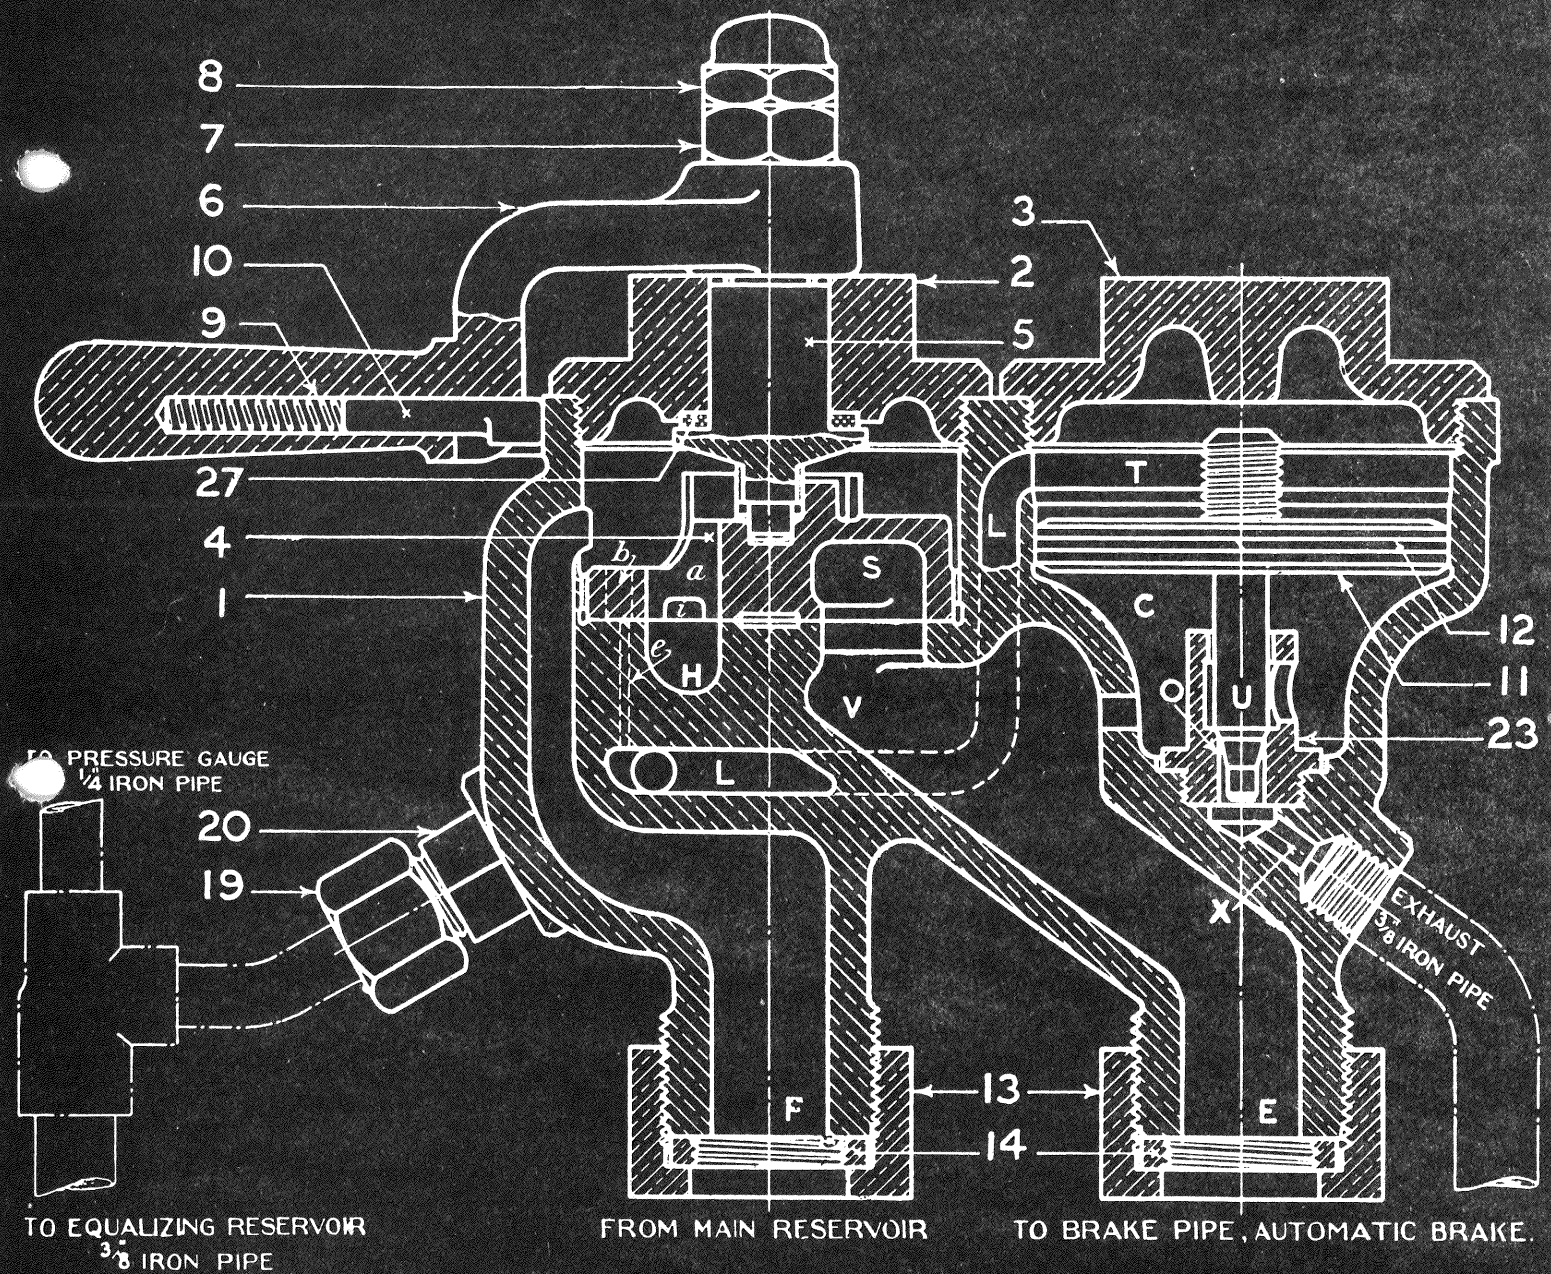 8
7
6
3
10
2
9
5
27
T
4
L
b
a
S
1
i
C
12
e
H
11
O
U
V
23
TO PRESSURE GAUGE
1/4" IRON PIPE
L
20
19
X
EXHAUST
3/8" IRON PIPE
13
F
E
14
TO EQUALIZING RESERVOIR
3/8" IRON PIPE
FROM MAIN RESERVOIR
TO BRAKE PIPE, AUTOMATIC BRAKE.